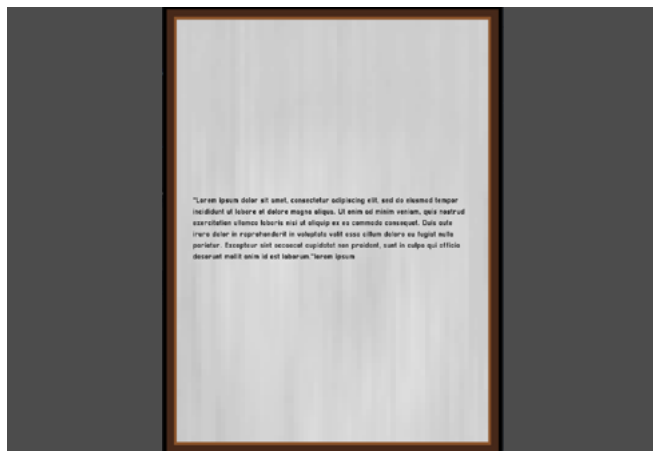 "Lorem ipsum dolor sit amet, consectetur adipiscing elit, sed do eiusmod tempor
incididunt ut labore et dolore magna aliqua. Ut enim ad minim veniam, quis nostrud
exercitation ullamco laboris nisi ut aliquip ex ea commodo consequat. Duis aute
irure dolor in reprehenderit in voluptate velit esse cillum dolore eu fugiat nulla
pariatur. Excepteur sint occaecat cupidatat non proident, sunt in culpa qui officia
deserunt mollit anim id est laborum."lorem ipsum